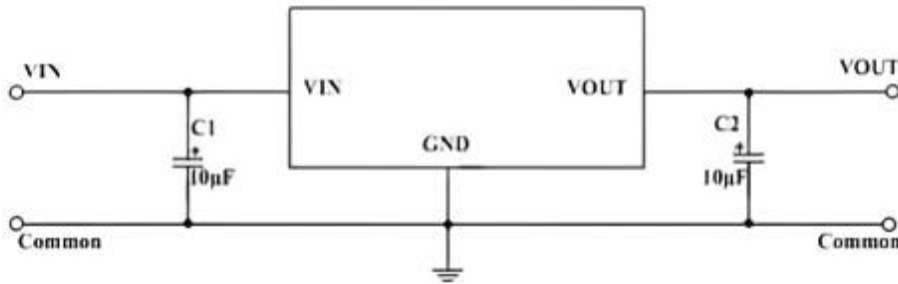 VIN
VOUT
VIN
VOUT
C1
C2
GND
10μF
10μF
Common
Common